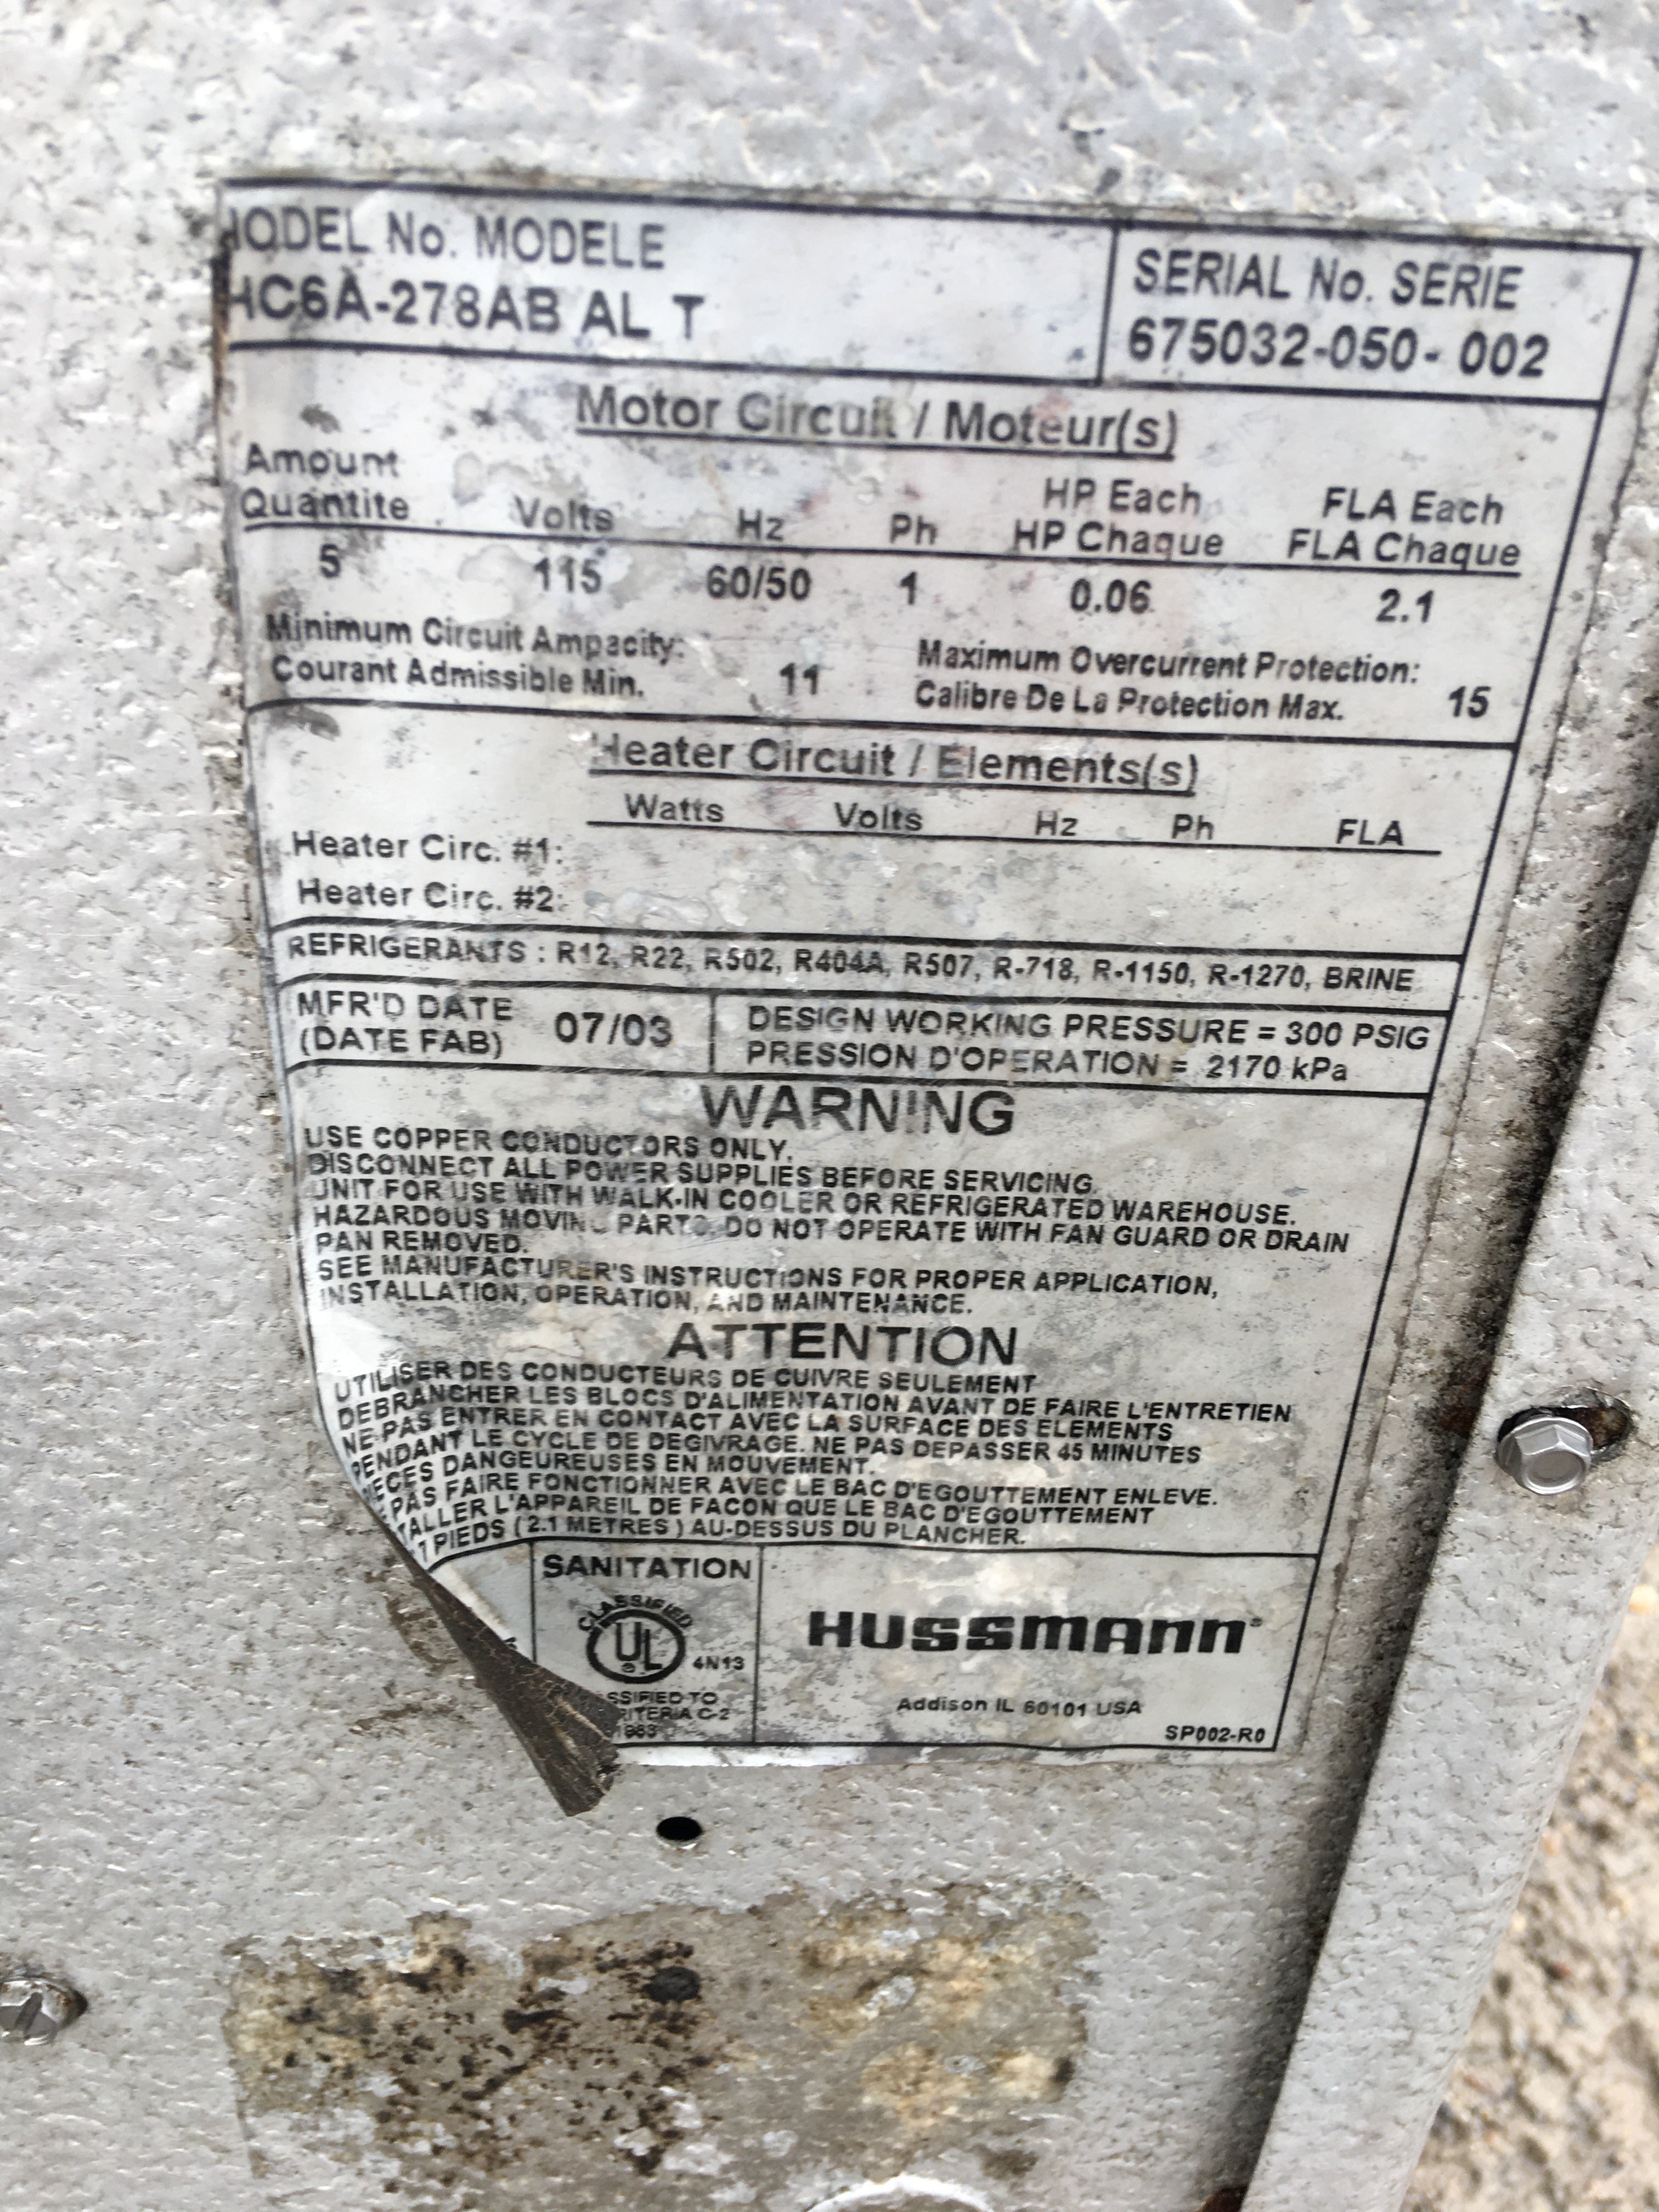 MODEL No. MODELE
HC6A-278AB AL T
SERIAL No. SERIE
675032-050- 002
Motor Circuit / Moteur(s)
Amount
Quantite Volts Hz Ph HP Each HP Chaque FLA Each FLA Chaque
5 115 60/50 1 0.06 2.1
Minimum Circuit Ampacity:
Courant Admissible Min. 11
Maximum Overcurrent Protection:
Calibre De La Protection Max. 15
Heater Circuit / Elements(s)
Watts Volts Hz Ph FLA
Heater Circ. #1:
Heater Circ. #2:
REFRIGERANTS : R12, R22, R502, R404A, R507, R-718, R-1150, R-1270, BRINE
MFR'D DATE
(DATE FAB) 07/03
DESIGN WORKING PRESSURE = 300 PSIG
PRESSION D'OPERATION = 2170 kPa
WARNING
USE COPPER CONDUCTORS ONLY.
DISCONNECT ALL POWER SUPPLIES BEFORE SERVICING.
UNIT FOR USE WITH WALK-IN COOLER OR REFRIGERATED WAREHOUSE.
HAZARDOUS MOVING PARTS. DO NOT OPERATE WITH FAN GUARD OR DRAIN
PAN REMOVED.
SEE MANUFACTURER'S INSTRUCTIONS FOR PROPER APPLICATION,
INSTALLATION, OPERATION, AND MAINTENANCE.
ATTENTION
UTILISER DES CONDUCTEURS DE CUIVRE SEULEMENT
DEBRANCHER LES BLOCS D'ALIMENTATION AVANT DE FAIRE L'ENTRETIEN
NE PAS ENTRER EN CONTACT AVEC LA SURFACE DES ELEMENTS
PENDANT LE CYCLE DE DEGIVRAGE. NE PAS DEPASSER 45 MINUTES
IECES DANGEUREUSES EN MOUVEMENT.
E PAS FAIRE FONCTIONNER AVEC LE BAC D'EGOUTTEMENT ENLEVE.
TALLER L'APPAREIL DE FACON QUE LE BAC D'EGOUTTEMENT
7 PIEDS ( 2.1 METRES ) AU-DESSUS DU PLANCHER.
SANITATION
CLASSIFIED
UL ®
4N13
SSIFIED TO
RITERIA C-2
1983
HUSSMANN®
Addison IL 60101 USA
SP002-R0